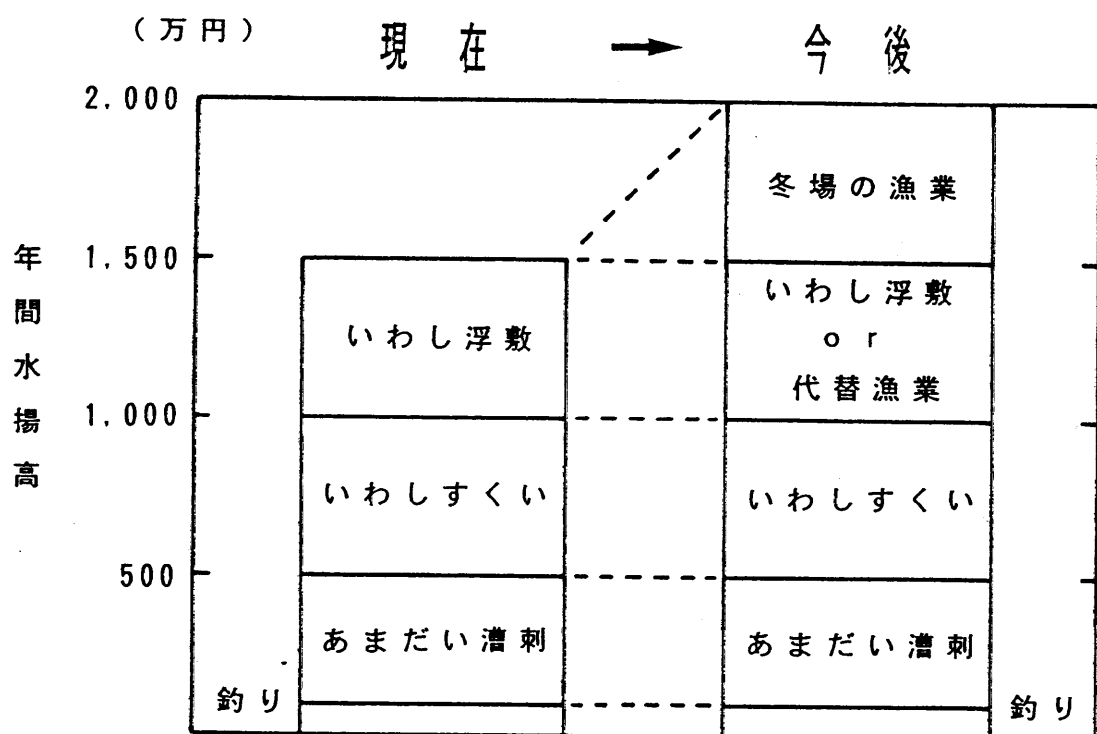 (万円)
現在 → 今後
年間水揚高
2,000
1,500
1,000
500
いわし浮敷
いわしすくい
あまだい漕刺
釣り
冬場の漁業
いわし浮敷
or
代替漁業
いわしすくい
あまだい漕刺
釣り